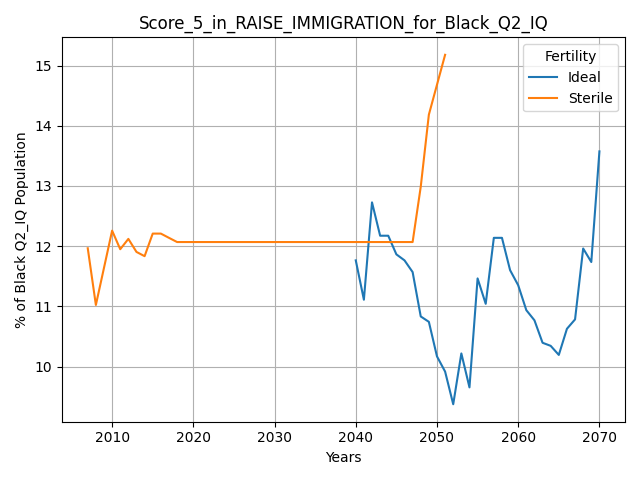 Score_5_in_RAISE_IMMIGRATION_for_Black_Q2_IQ
Fertility
Ideal
Sterile
% of Black Q2_IQ Population
15
14
13
12
11
10
2010 2020 2030 2040 2050 2060 2070
Years